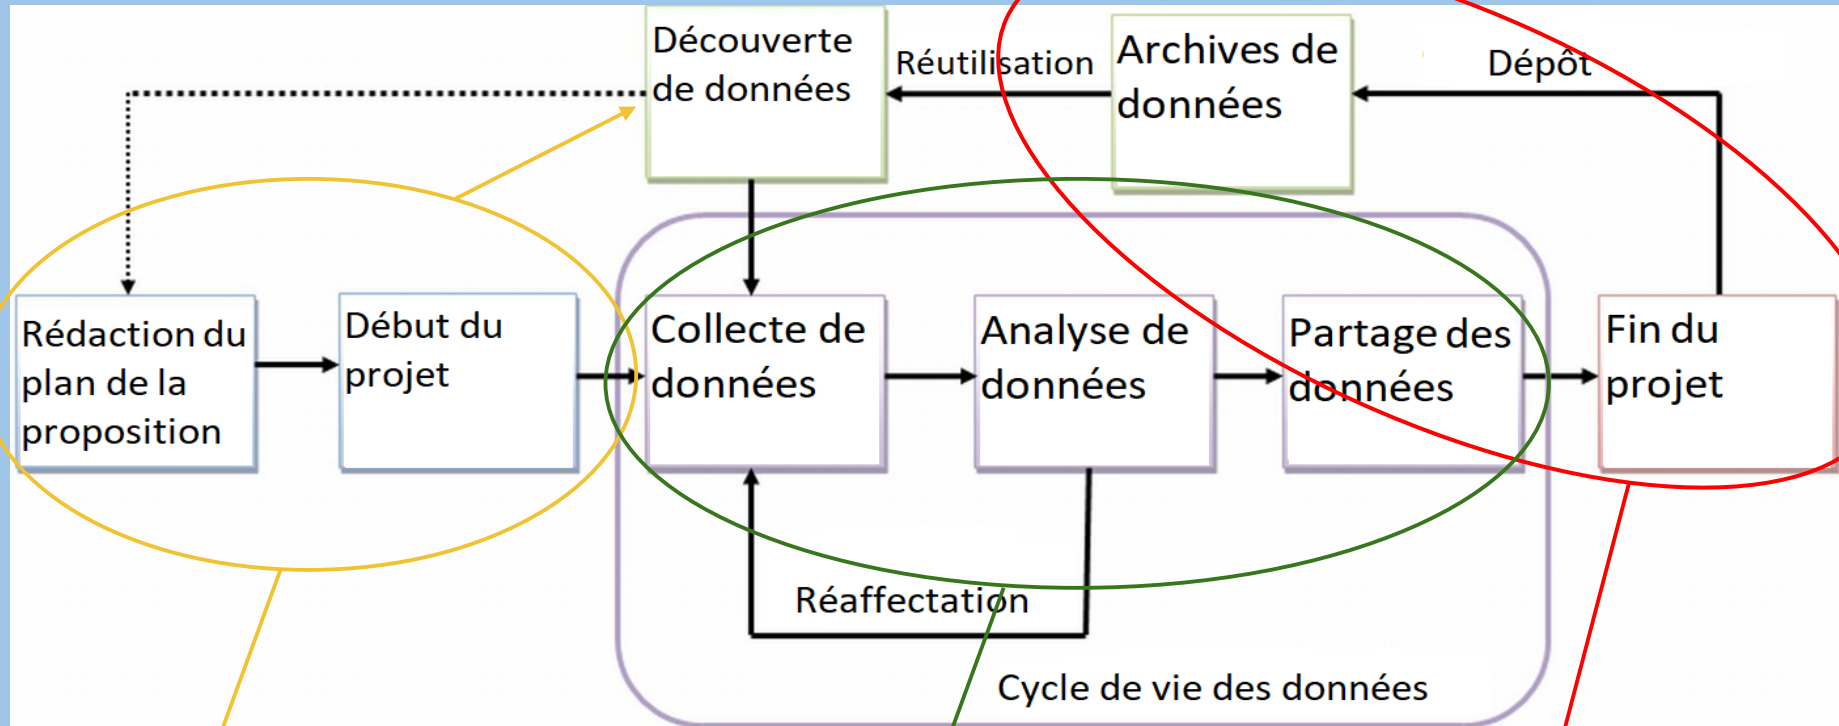 Découverte
de données
Réutilisation
Archives de
données
Dépôt
Rédaction du
plan de la
proposition
Début du
projet
Collecte de
données
Analyse de
données
Partage des
données
Fin du
projet
Réaffectation
Cycle de vie des données